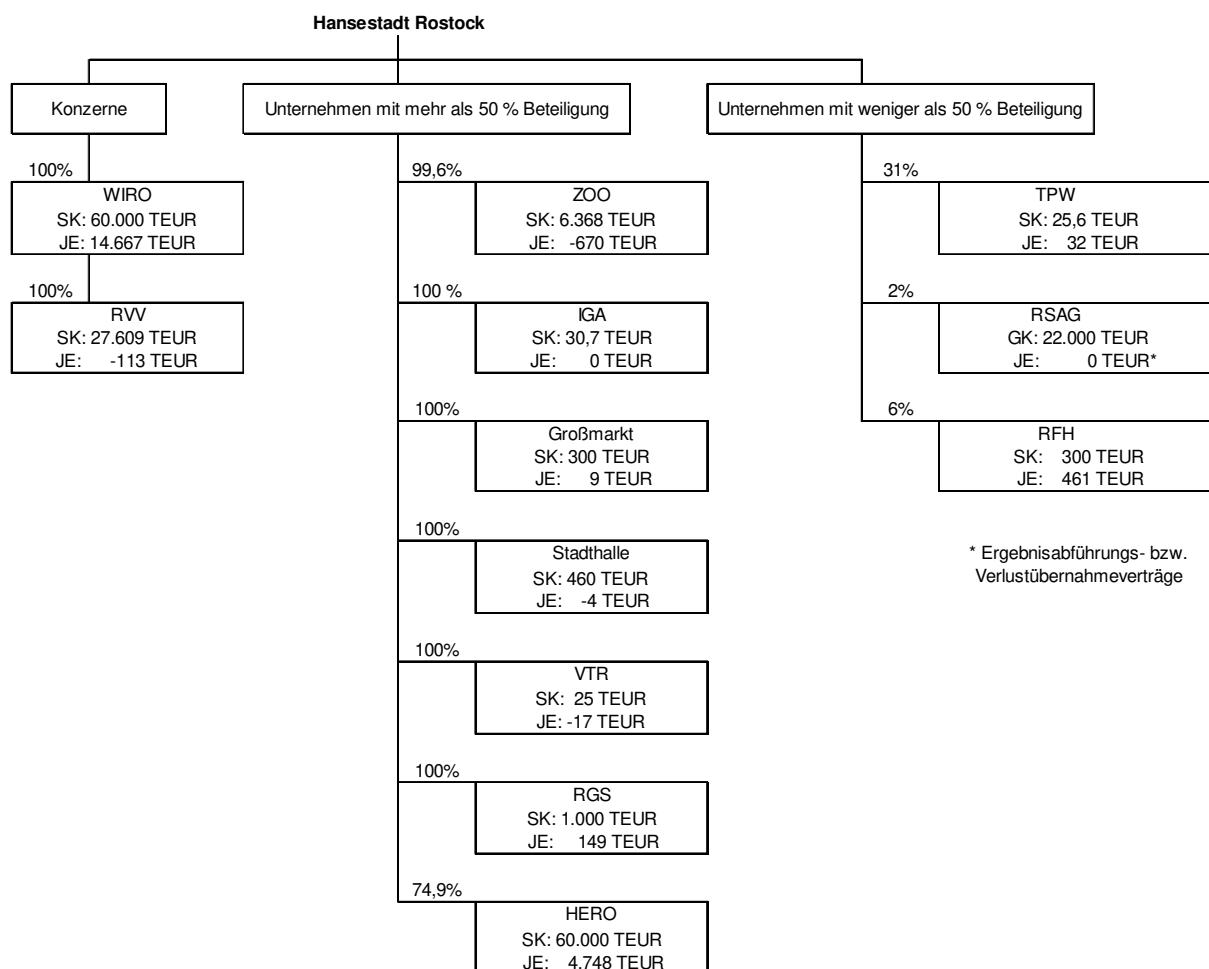 Hansestadt Rostock
Konzerne
100%
WIRO
SK: 60.000 TEUR
JE: 14.667 TEUR
100%
RVV
SK: 27.609 TEUR
JE: -113 TEUR
Unternehmen mit mehr als 50 % Beteiligung
99,6%
ZOO
SK: 6.368 TEUR
JE: -670 TEUR
100 %
IGA
SK: 30,7 TEUR
JE: 0 TEUR
100%
Großmarkt
SK: 300 TEUR
JE: 9 TEUR
100%
Stadthalle
SK: 460 TEUR
JE: -4 TEUR
100%
VTR
SK: 25 TEUR
JE: -17 TEUR
100%
RGS
SK: 1.000 TEUR
JE: 149 TEUR
74,9%
HERO
SK: 60.000 TEUR
JE: 4.748 TEUR
Unternehmen mit weniger als 50 % Beteiligung
31%
TPW
SK: 25,6 TEUR
JE: 32 TEUR
2%
RSAG
GK: 22.000 TEUR
JE: 0 TEUR*
6%
RFH
SK: 300 TEUR
JE: 461 TEUR
* Ergebnisabführungs- bzw.
Verlustübernahmeverträge